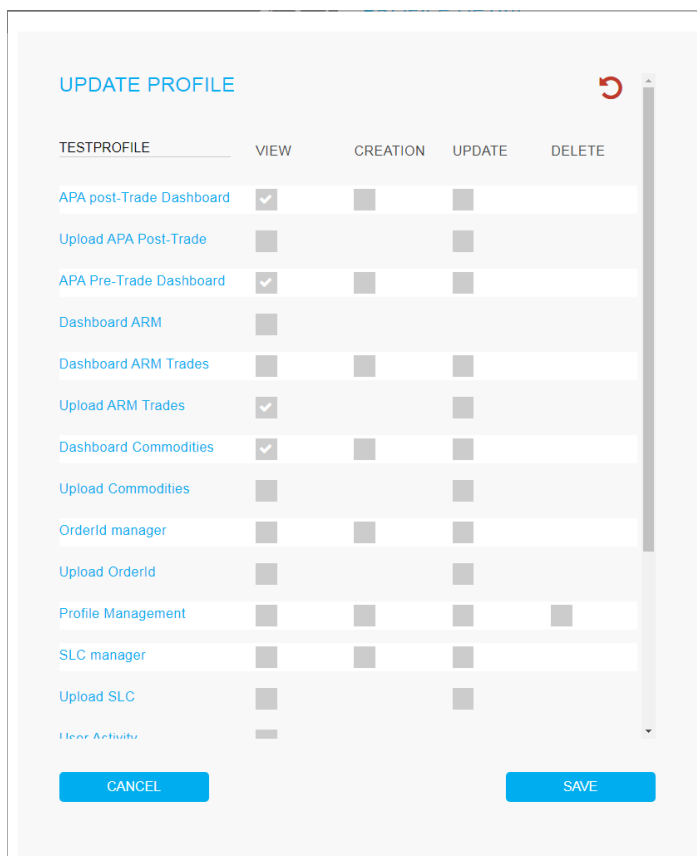 UPDATE PROFILE
TESTPROFILE VIEW CREATION UPDATE DELETE
APA post-Trade Dashboard
Upload APA Post-Trade
APA Pre-Trade Dashboard
Dashboard ARM
Dashboard ARM Trades
Upload ARM Trades
Dashboard Commodities
Upload Commodities
OrderId manager
Upload OrderId
Profile Management
SLC manager
Upload SLC
User Activity
CANCEL SAVE